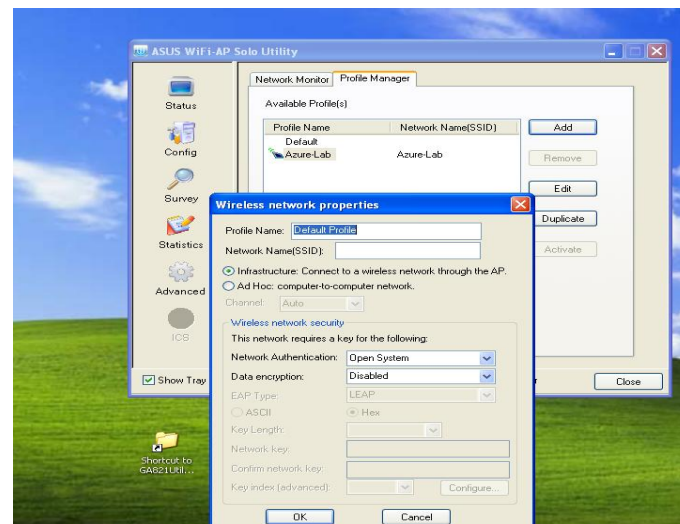 ASUS WiFi-AP Solo Utility
Status
Config
Survey
Statistics
Advanced
ICS
Network Monitor Profile Manager
Available Profile(s)
Profile Name Network Name(SSID)
Default
Azure-Lab Azure-Lab
Add
Remove
Edit
Duplicate
Activate
Show Tray
Close
Wireless network properties
Profile Name: Default Profile
Network Name(SSID):
Infrastructure: Connect to a wireless network through the AP.
Ad Hoc: computer-to-computer network.
Channel: Auto
Wireless network security
This network requires a key for the following:
Network Authentication: Open System
Data encryption: Disabled
EAP Type: LEAP
ASCII Hex
Key Length:
Network key:
Confirm network key:
Key index (advanced): Configure...
OK Cancel
Shortcut to
GA821Util...